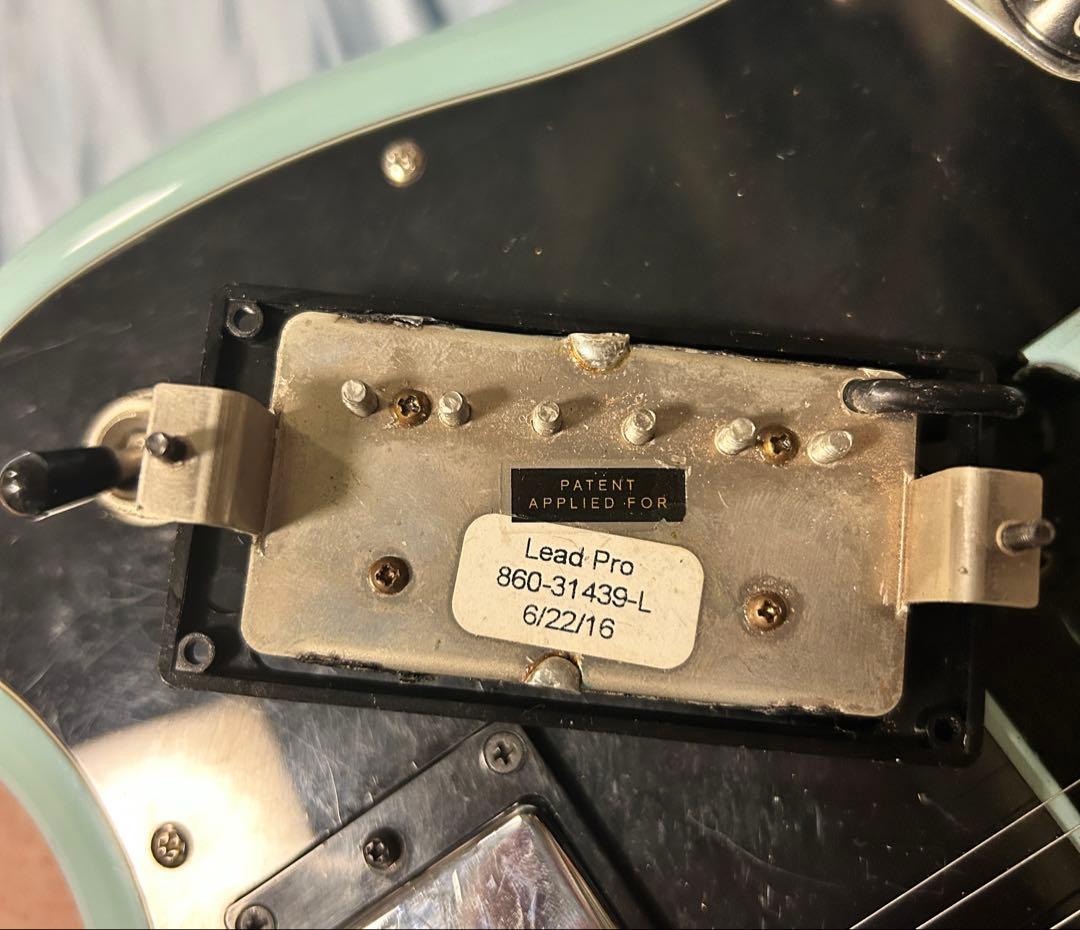 PATENT
APPLIED FOR
Lead Pro
860-31439-L
6/22/16